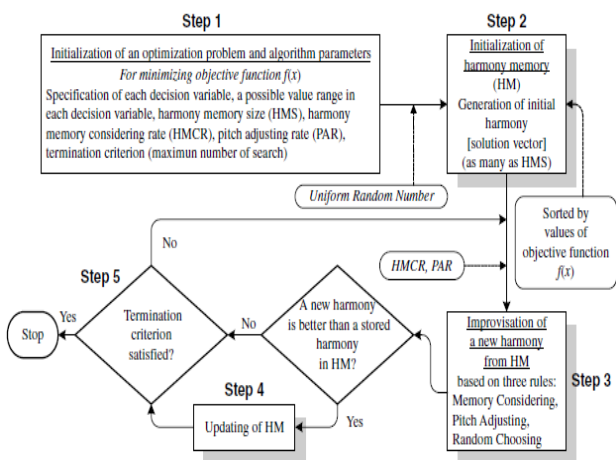 Step 1
Initialization of an optimization problem and algorithm parameters
For minimizing objective function f(x)
Specification of each decision variable, a possible value range in
each decision variable, harmony memory size (HMS), harmony
memory considering rate (HMCR), pitch adjusting rate (PAR),
termination criterion (maximun number of search)
Step 2
Initialization of
harmony memory
(HM)
Generation of initial
harmony
[solution vector]
(as many as HMS)
Uniform Random Number
Sorted by
values of
objective function
f(x)
HMCR, PAR
No
Step 5
Termination
criterion
satisfied?
Yes
Stop
No
A new harmony
is better than a stored
harmony
in HM?
Yes
Step 4
Updating of HM
Improvisation of
a new harmony
from HM
based on three rules:
Memory Considering,
Pitch Adjusting,
Random Choosing
Step 3